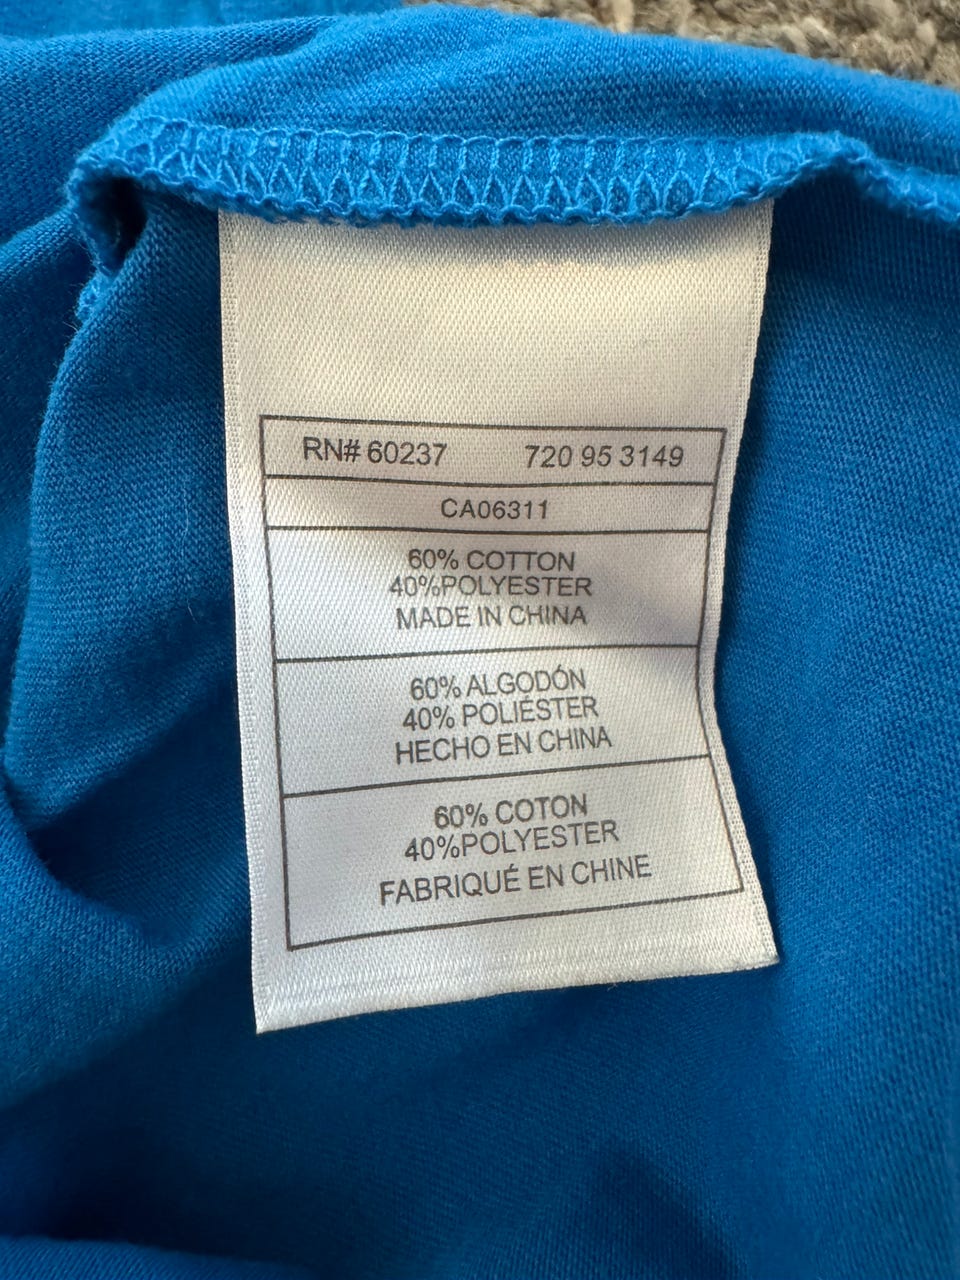 RN# 60237 720 95 3149
CA06311
60% COTTON
40%POLYESTER
MADE IN CHINA
60% ALGODÓN
40% POLIÉSTER
HECHO EN CHINA
60% COTON
40%POLYESTER
FABRIQUÉ EN CHINE